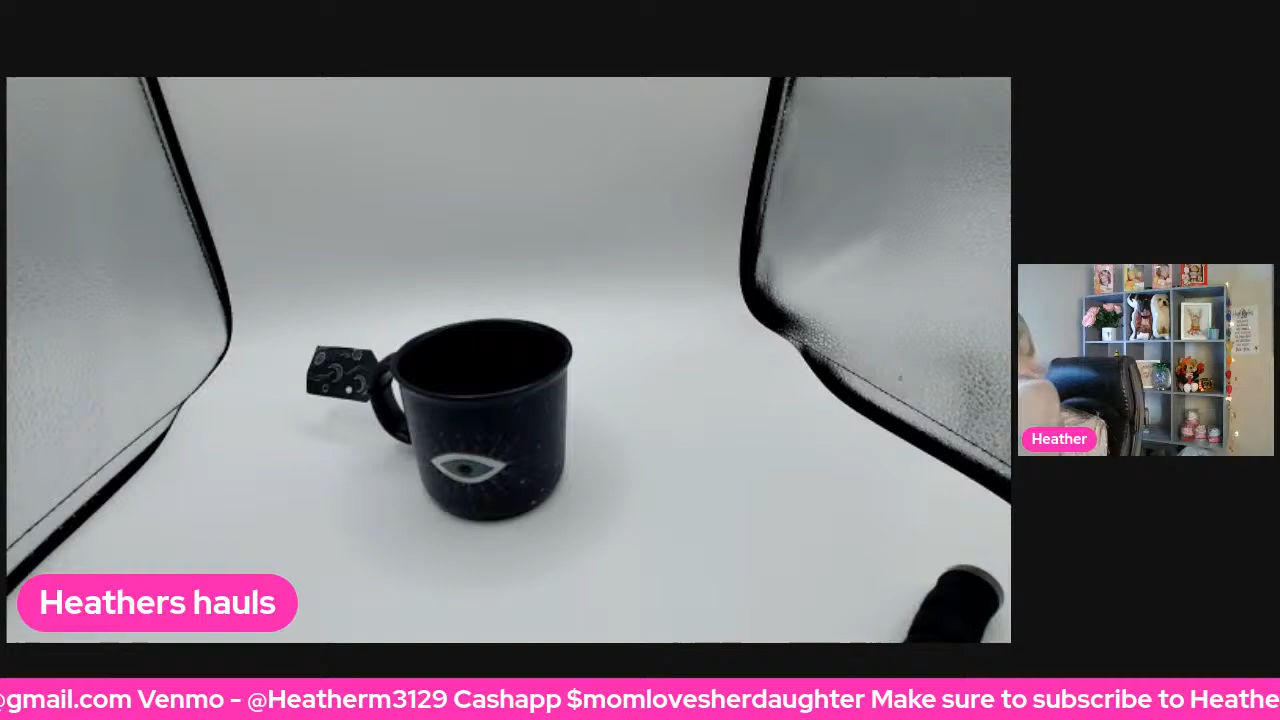 Heather
Heathers hauls
@gmail.com Venmo - @Heatherm3129 Cashapp $momlovesherdaughter Make sure to subscribe to Heathe